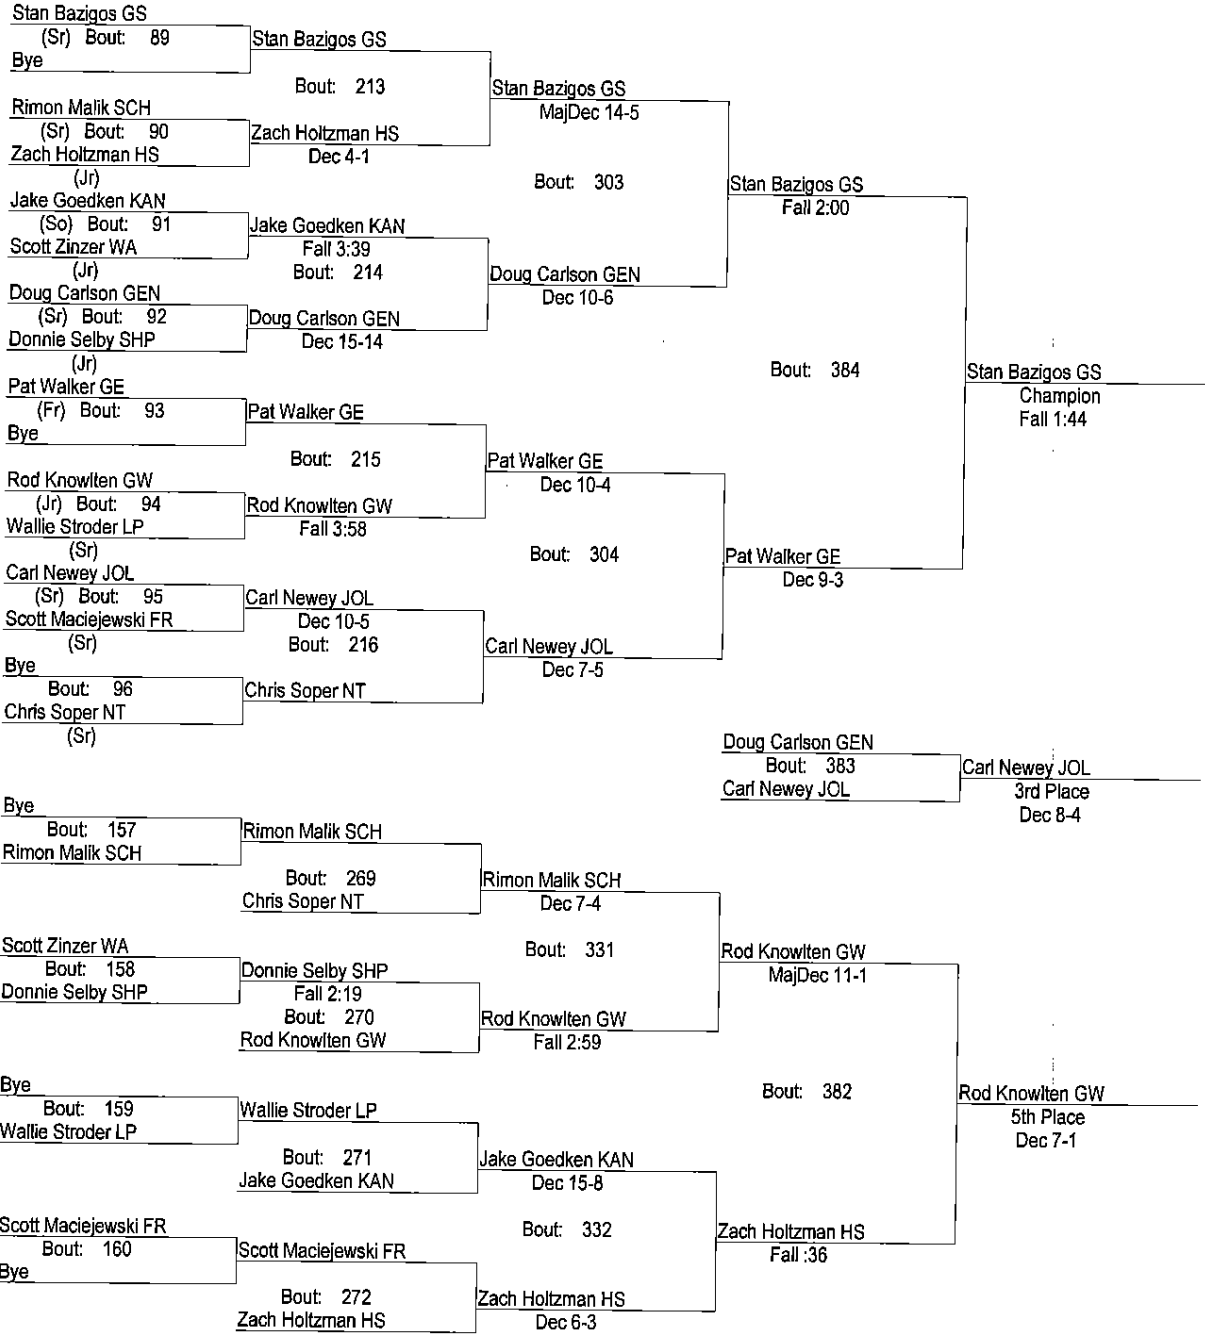 Stan Bazigos GS
(Sr) Bout: 89
Bye
Stan Bazigos GS
Bout: 213
Rimon Malik SCH
(Sr) Bout: 90
Zach Holtzman HS
(Jr)
Zach Holtzman HS
Dec 4-1
Stan Bazigos GS
MajDec 14-5
Bout: 303
Jake Goedken KAN
(So) Bout: 91
Scott Zinzer WA
(Jr)
Jake Goedken KAN
Fall 3:39
Bout: 214
Doug Carlson GEN
(Sr) Bout: 92
Donnie Selby SHP
(Jr)
Doug Carlson GEN
Dec 15-14
Doug Carlson GEN
Dec 10-6
Stan Bazigos GS
Fall 2:00
Bout: 384
Stan Bazigos GS
Champion
Fall 1:44
Pat Walker GE
(Fr) Bout: 93
Bye
Pat Walker GE
Bout: 215
Rod Knowlten GW
(Jr) Bout: 94
Wallie Stroder LP
(Sr)
Rod Knowlten GW
Fall 3:58
Pat Walker GE
Dec 10-4
Bout: 304
Carl Newey JOL
(Sr) Bout: 95
Scott Maciejewski FR
(Sr)
Carl Newey JOL
Dec 10-5
Bout: 216
Bye
Bout: 96
Chris Soper NT
(Sr)
Chris Soper NT
Carl Newey JOL
Dec 7-5
Pat Walker GE
Dec 9-3
Doug Carlson GEN
Bout: 383
Carl Newey JOL
Carl Newey JOL
3rd Place
Dec 8-4
Bye
Bout: 157
Rimon Malik SCH
Rimon Malik SCH
Bout: 269
Chris Soper NT
Rimon Malik SCH
Dec 7-4
Bout: 331
Scott Zinzer WA
Bout: 158
Donnie Selby SHP
Donnie Selby SHP
Fall 2:19
Bout: 270
Rod Knowlten GW
Rod Knowlten GW
Fall 2:59
Rod Knowlten GW
MajDec 11-1
Bout: 382
Rod Knowlten GW
5th Place
Dec 7-1
Bye
Bout: 159
Wallie Stroder LP
Wallie Stroder LP
Bout: 271
Jake Goedken KAN
Jake Goedken KAN
Dec 15-8
Bout: 332
Scott Maciejewski FR
Bout: 160
Bye
Scott Maciejewski FR
Bout: 272
Zach Holtzman HS
Zach Holtzman HS
Dec 6-3
Zach Holtzman HS
Fall :36